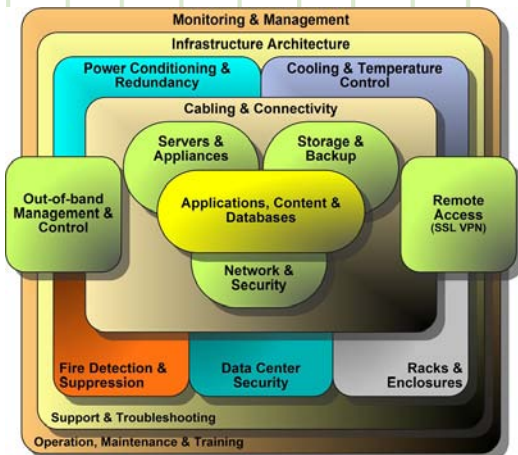 Monitoring & Management
Infrastructure Architecture
Power Conditioning &
Redundancy
Cooling & Temperature
Control
Cabling & Connectivity
Servers &
Appliances
Storage &
Backup
Out-of-band
Management &
Control
Applications, Content &
Databases
Remote
Access
(SSL VPN)
Network &
Security
Fire Detection &
Suppression
Data Center
Security
Racks &
Enclosures
Support & Troubleshooting
Operation, Maintenance & Training